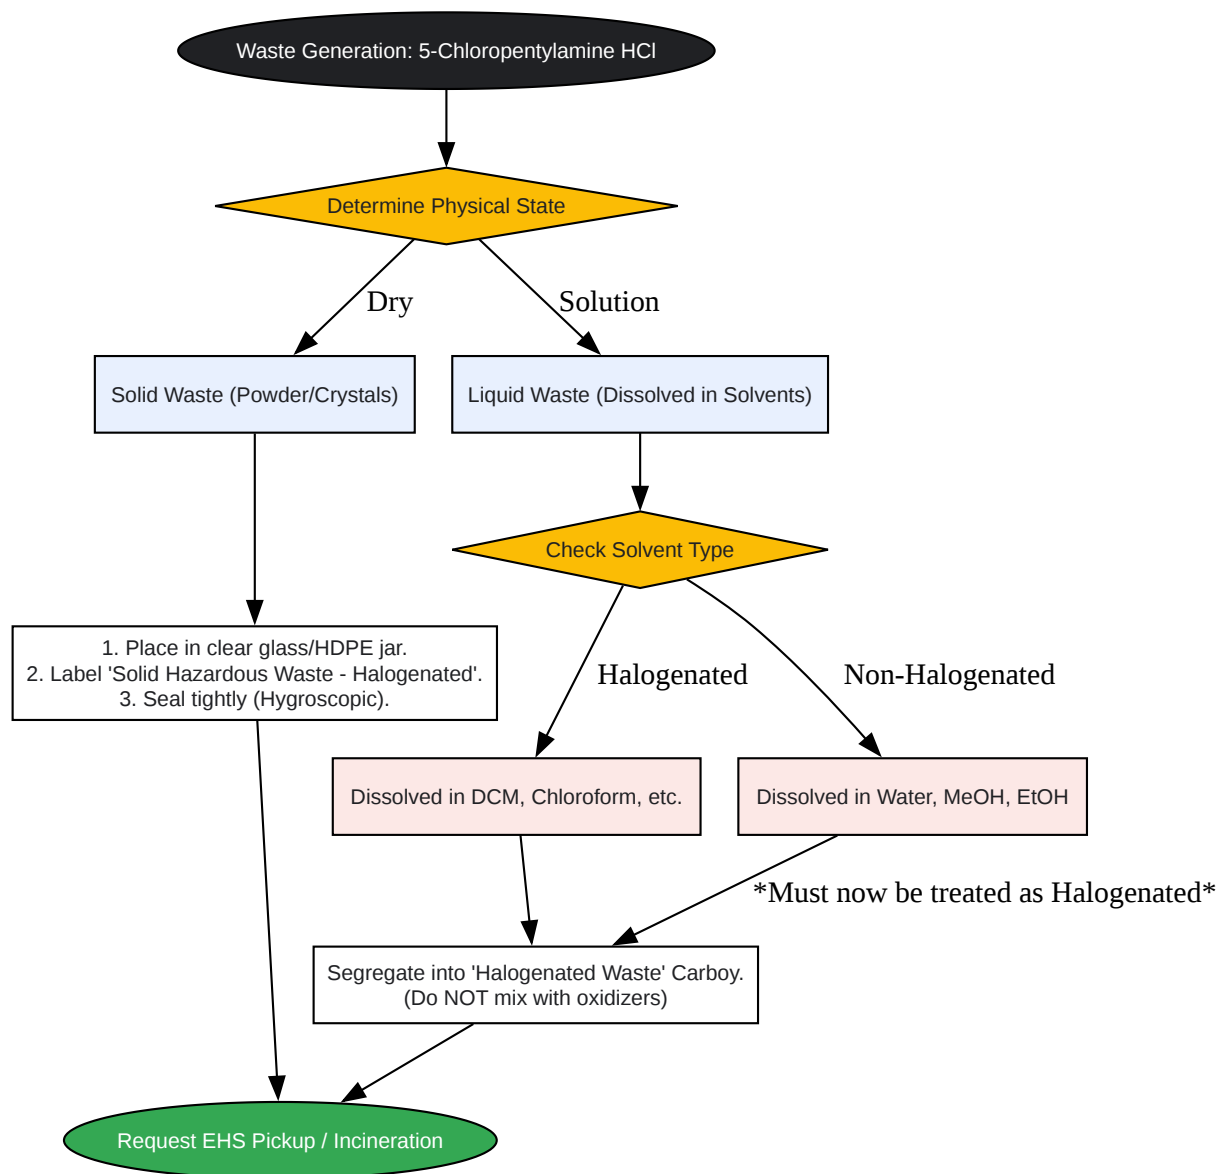 Waste Generation: 5-Chloropentylamine HCl
Determine Physical State
Dry
Solution
Solid Waste (Powder/Crystals)
Liquid Waste (Dissolved in Solvents)
Check Solvent Type
1. Place in clear glass/HDPE jar.
2. Label 'Solid Hazardous Waste - Halogenated'.
3. Seal tightly (Hygroscopic).
Halogenated
Non-Halogenated
Dissolved in DCM, Chloroform, etc.
Dissolved in Water, MeOH, EtOH
*Must now be treated as Halogenated*
Segregate into 'Halogenated Waste' Carboy.
(Do NOT mix with oxidizers)
Request EHS Pickup / Incineration